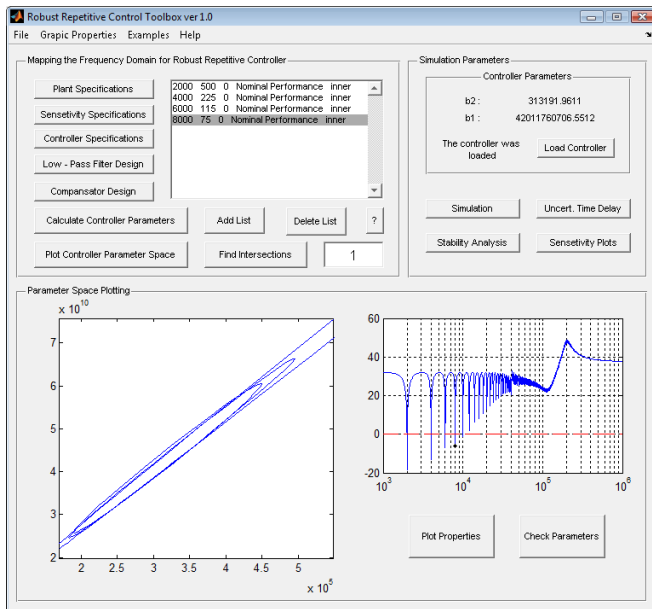 Robust Repetitive Control Toolbox ver1.0
File Grapic Properties Examples Help
Mapping the Frequency Domain for Robust Repetitive Controller
Plant Specifications
Sensetivity Specifications
Controller Specifications
Low - Pass Filter Design
Compansator Design
2000 500 0 Nominal Performance inner
4000 225 0 Nominal Performance inner
6000 115 0 Nominal Performance inner
8000 75 0 Nominal Performance inner
Calculate Controller Parameters
Add List
Delete List
?
Plot Controller Parameter Space
Find Intersections
1
Simulation Parameters
Controller Parameters
b2 : 313191.9611
b1 : 42011760706.5512
The controller was
loaded
Load Controller
Simulation
Uncert. Time Delay
Stability Analysis
Sensetivity Plots
Parameter Space Plotting
x 10^10
7
6
5
4
3
2
2 2.5 3 3.5 4 4.5 5
x 10^5
60
40
20
0
-20
10^3 10^4 10^5 10^6
Plot Properties
Check Parameters